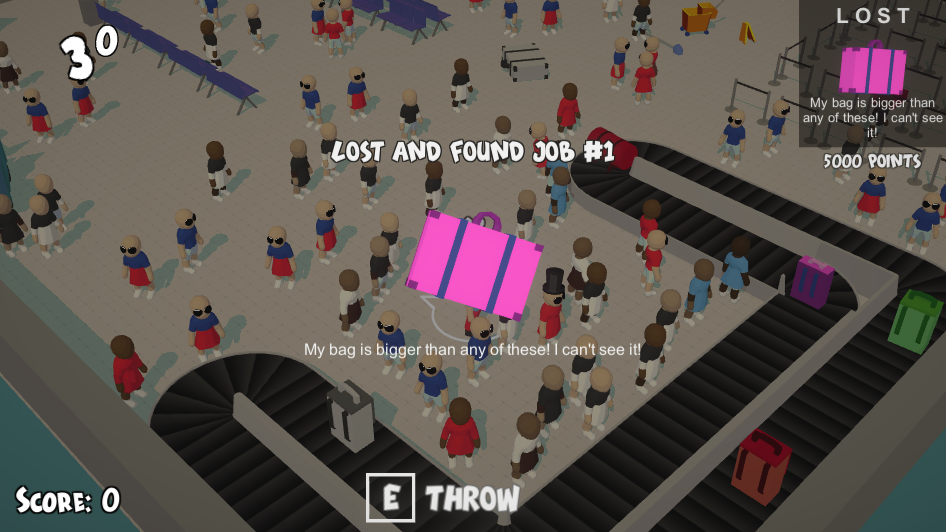 30
LOST
My bag is bigger than
any of these! I can't see
it!
5000 POINTS
LOST AND FOUND JOB #1
My bag is bigger than any of these! I can't see it!
SCORE: 0
E THROW